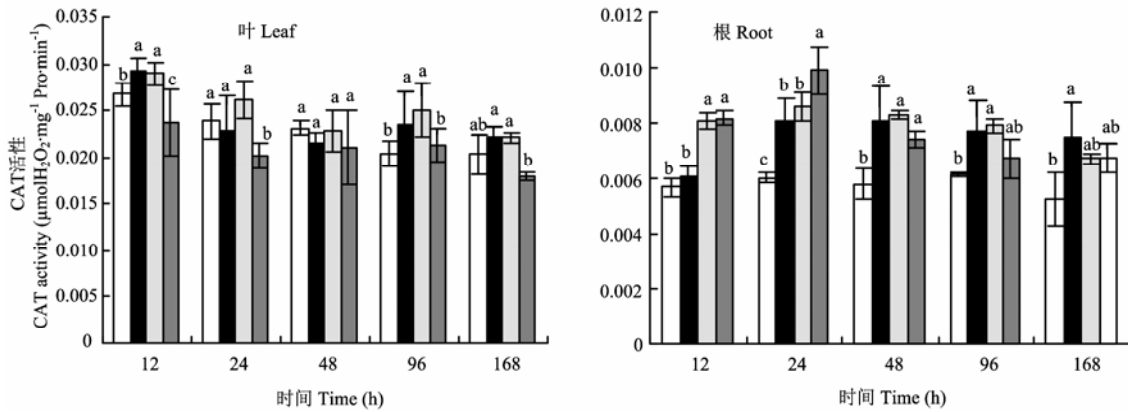 CAT活性
CAT activity (μmolH₂O₂·mg⁻¹ Pro·min⁻¹)
叶 Leaf
0.035
0.030
0.025
0.020
0.015
0.010
0.005
0
b a a c
a a a b
a a a a
b a a b
ab a a b
12 24 48 96 168
时间 Time (h)
根 Root
0.012
0.010
0.008
0.006
0.004
0.002
0
b b a a
c b b a
b a a a
b a a ab
b a ab ab
12 24 48 96 168
时间 Time (h)